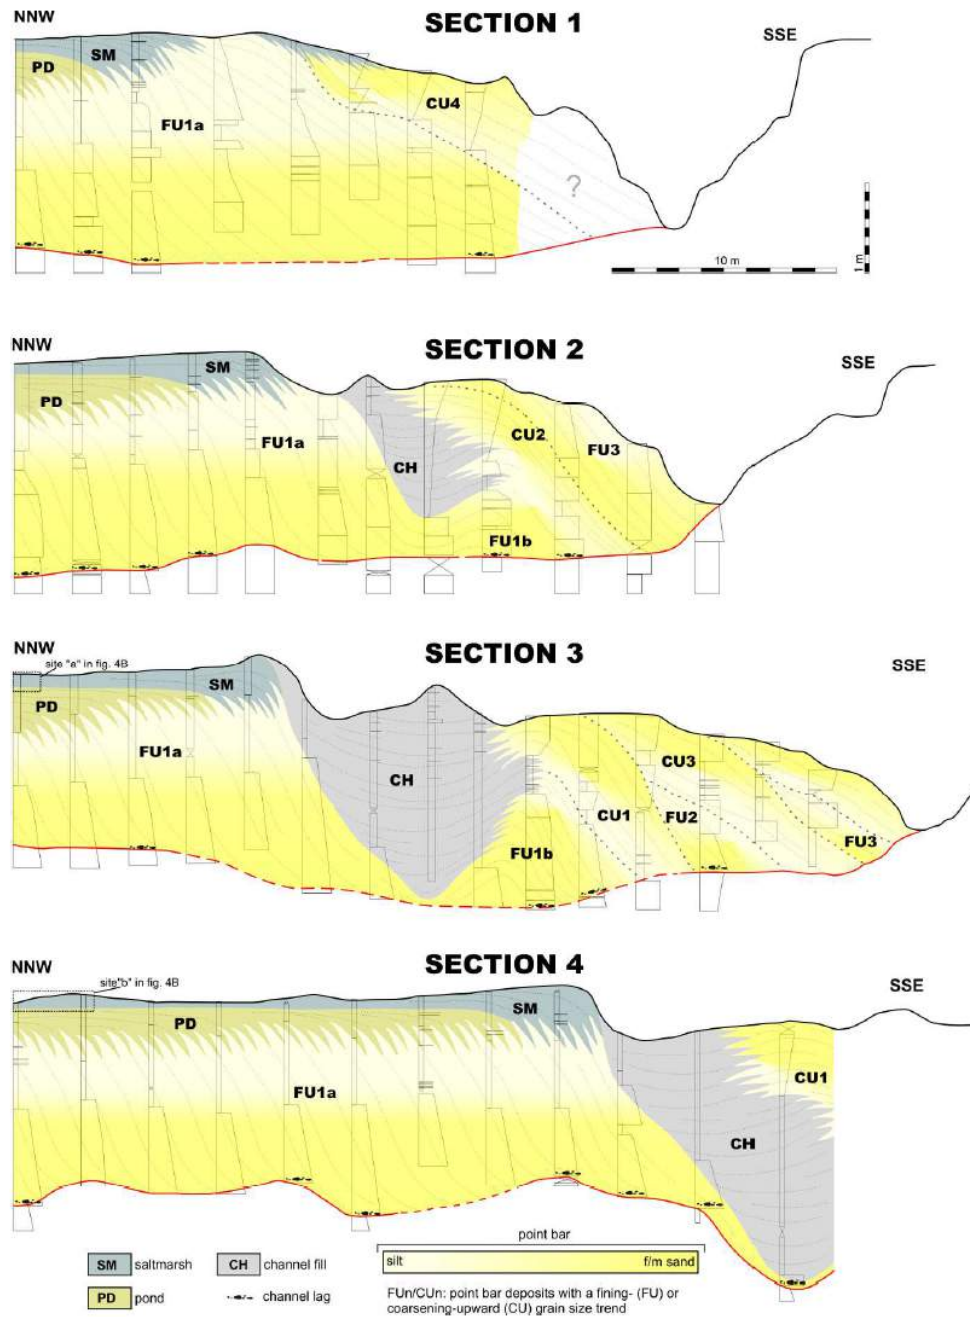 NNW
SECTION 1
SSE
PD
SM
FU1a
CU4
?
10 m
1 m
NNW
SECTION 2
SSE
SM
PD
FU1a
CH
CU2
FU3
FU1b
NNW
SECTION 3
SSE
site "a" in fig. 4B
SM
PD
FU1a
CH
CU3
CU1
FU2
FU1b
FU3
NNW
SECTION 4
SSE
site"b" in fig. 4B
SM
PD
CU1
FU1a
CH
point bar
SM saltmarsh
CH channel fill
silt
f/m sand
PD pond
channel lag
FUn/CUn: point bar deposits with a fining- (FU) or
coarsening-upward (CU) grain size trend